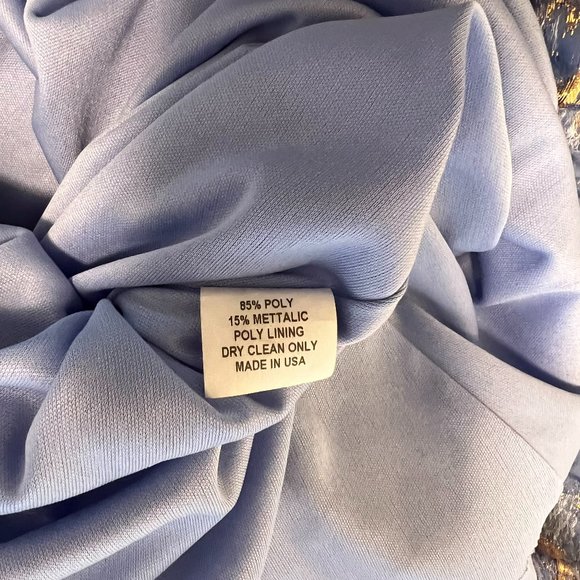 85% POLY
15% METTALIC
POLY LINING
DRY CLEAN ONLY
MADE IN USA